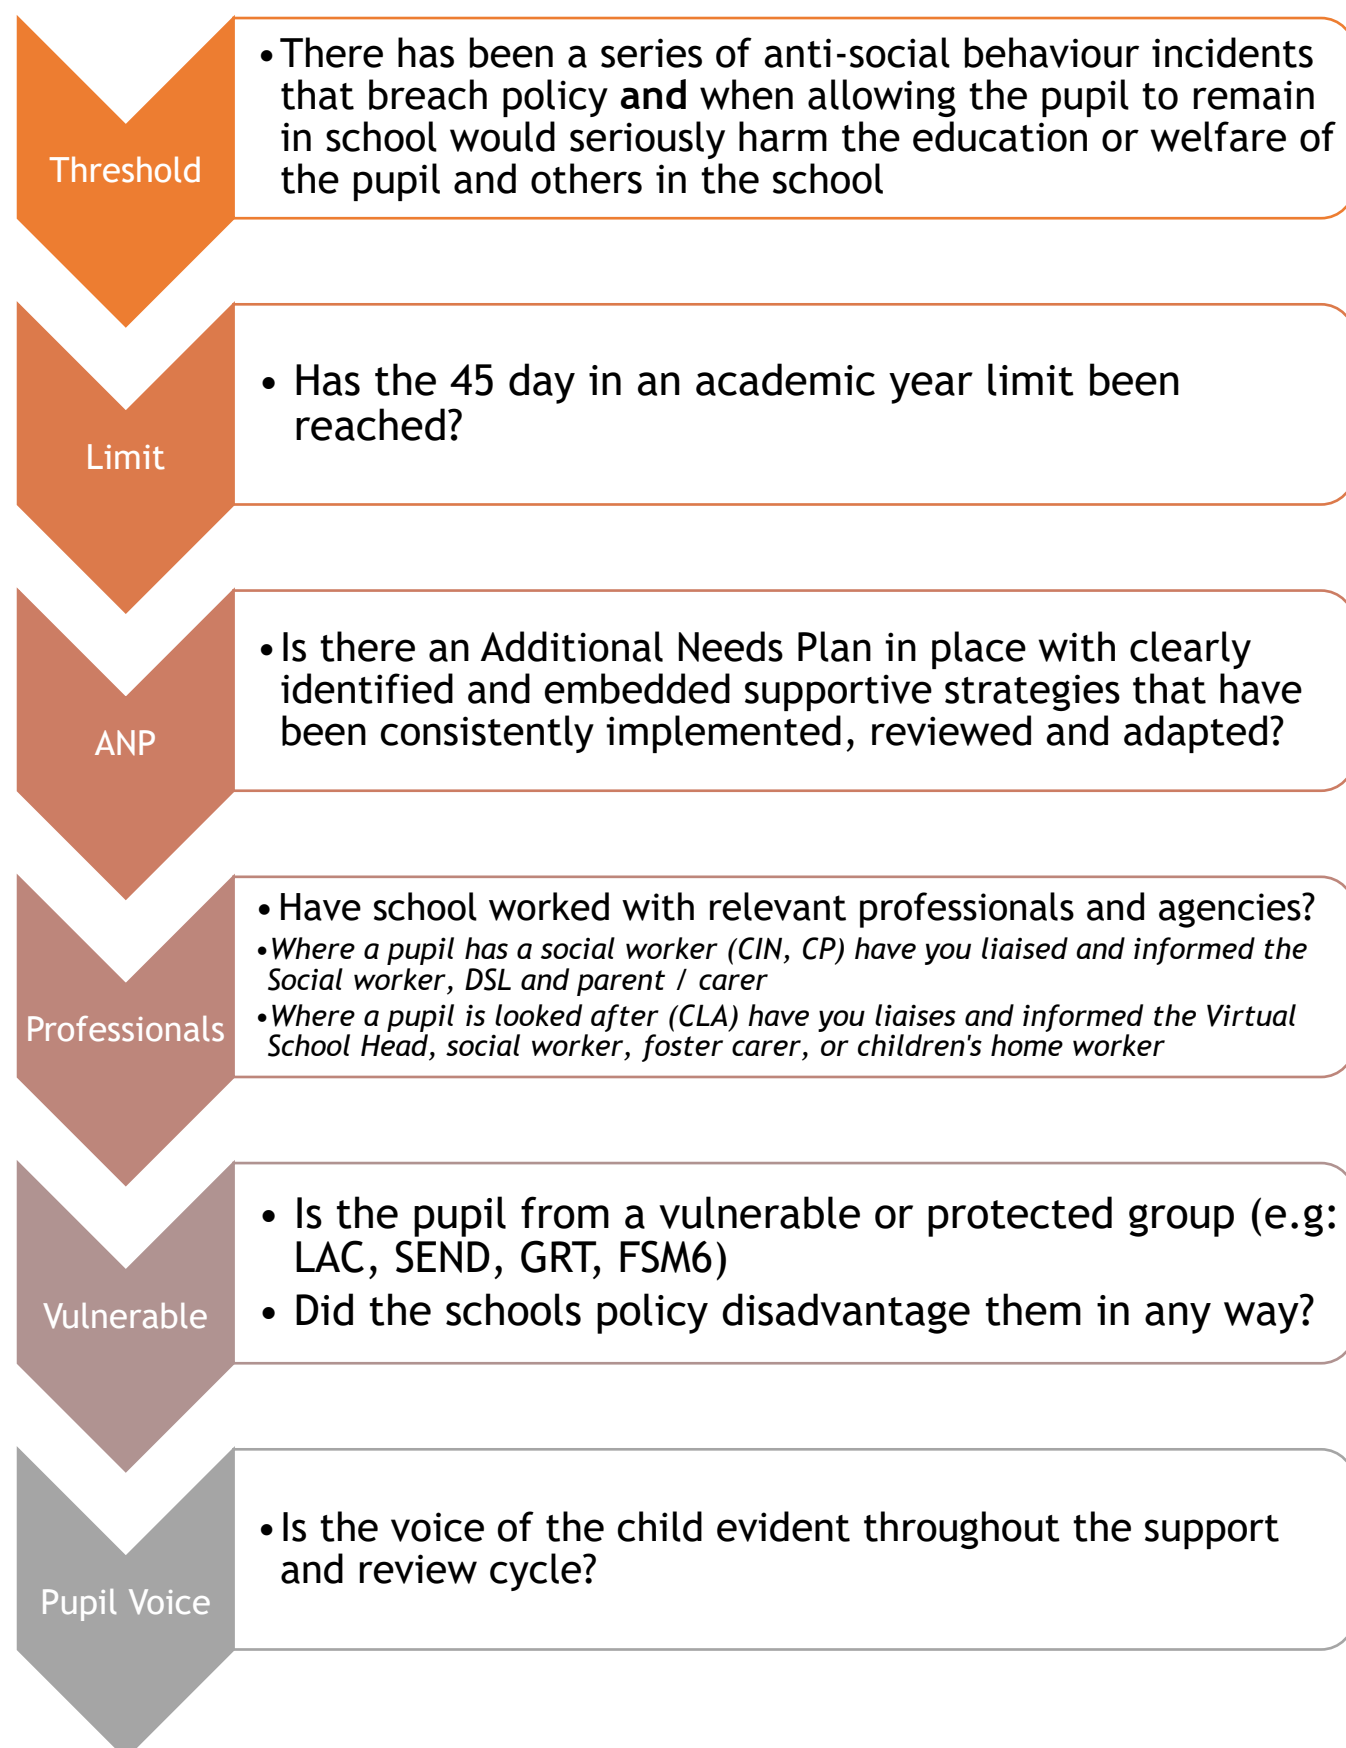 Threshold
•There has been a series of anti-social behaviour incidents
that breach policy and when allowing the pupil to remain
in school would seriously harm the education or welfare of
the pupil and others in the school
Limit
• Has the 45 day in an academic year limit been
reached?
ANP
•Is there an Additional Needs Plan in place with clearly
identified and embedded supportive strategies that have
been consistently implemented, reviewed and adapted?
Professionals
•Have school worked with relevant professionals and agencies?
•Where a pupil has a social worker (CIN, CP) have you liaised and informed the
Social worker, DSL and parent / carer
•Where a pupil is looked after (CLA) have you liaises and informed the Virtual
School Head, social worker, foster carer, or children's home worker
Vulnerable
• Is the pupil from a vulnerable or protected group (e.g:
LAC, SEND, GRT, FSM6)
• Did the schools policy disadvantage them in any way?
Pupil Voice
•Is the voice of the child evident throughout the support
and review cycle?